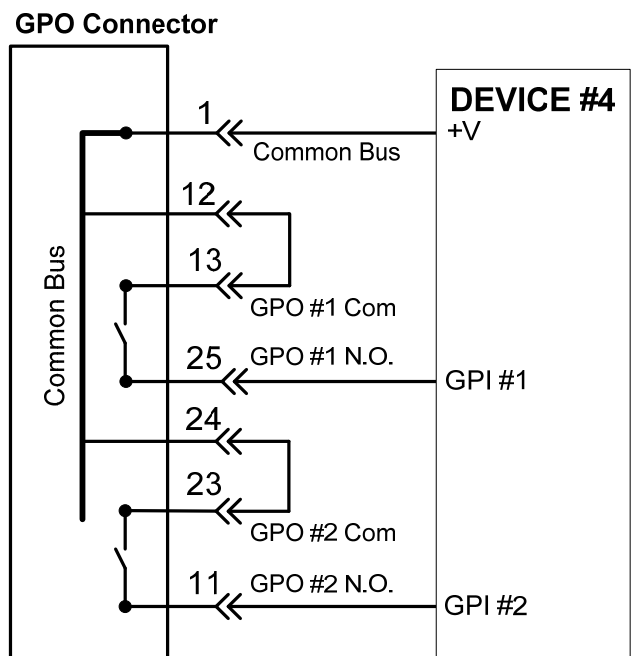 GPO Connector
DEVICE #4
1
+V
Common Bus
12
13
GPO #1 Com
Common Bus
25
GPO #1 N.O.
GPI #1
24
23
GPO #2 Com
11
GPO #2 N.O.
GPI #2